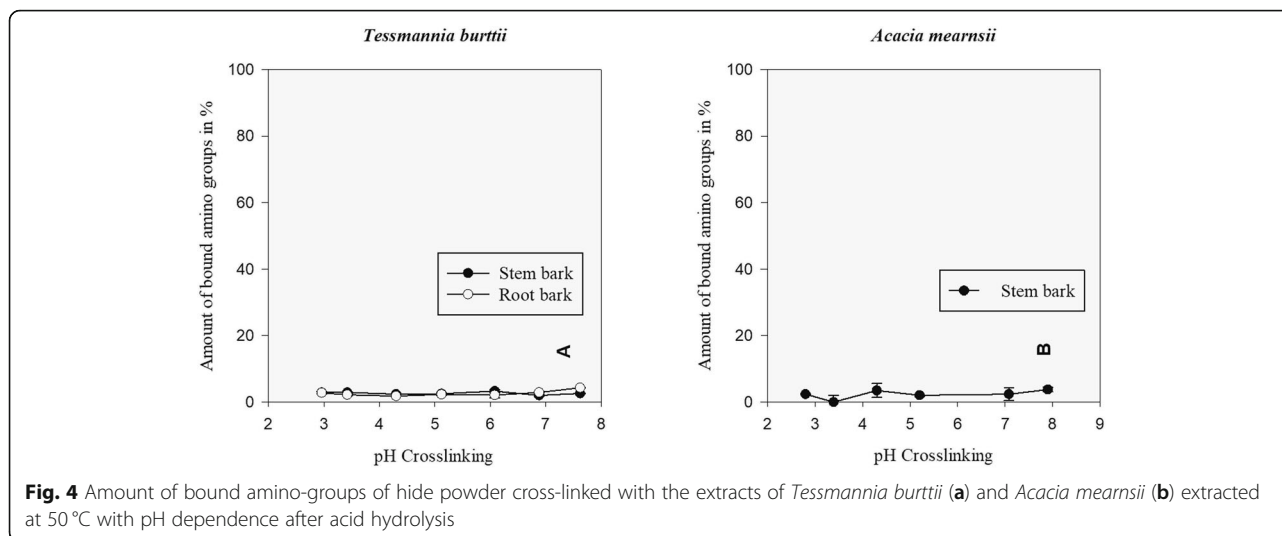 Tessmannia burttii
Amount of bound amino groups in %
100
80
60
40
20
0
Stem bark
Root bark
A
2 3 4 5 6 7 8
pH Crosslinking
Acacia mearnsii
Amount of bound amino groups in %
100
80
60
40
20
0
Stem bark
B
2 3 4 5 6 7 8 9
pH Crosslinking
Fig. 4 Amount of bound amino-groups of hide powder cross-linked with the extracts of Tessmannia burttii (a) and Acacia mearnsii (b) extracted
at 50 °C with pH dependence after acid hydrolysis